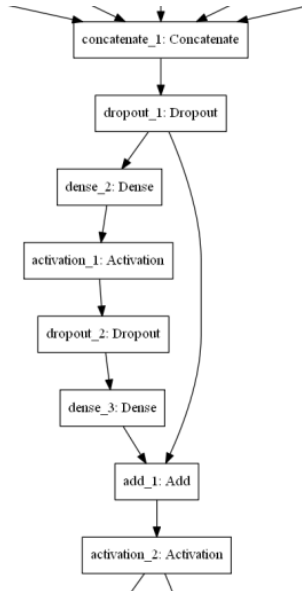 concatenate_1: Concatenate
dropout_1: Dropout
dense_2: Dense
activation_1: Activation
dropout_2: Dropout
dense_3: Dense
add_1: Add
activation_2: Activation